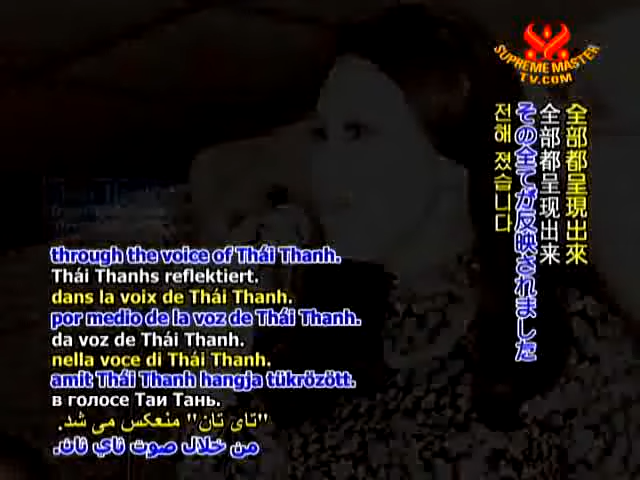 SUPREME MASTER
TV.COM
全部都呈現出來
全部都呈现出来
その全てが反映されました
전해 졌습니다
through the voice of Thái Thanh.
Thái Thanhs reflektiert.
dans la voix de Thái Thanh.
por medio de la voz de Thái Thanh.
da voz de Thái Thanh.
nella voce di Thái Thanh.
amit Thái Thanh hangja tükrözött.
в голосе Таи Тань.
"تای تان" منعکس می شد.
من خلال صوت ثاي ثان.